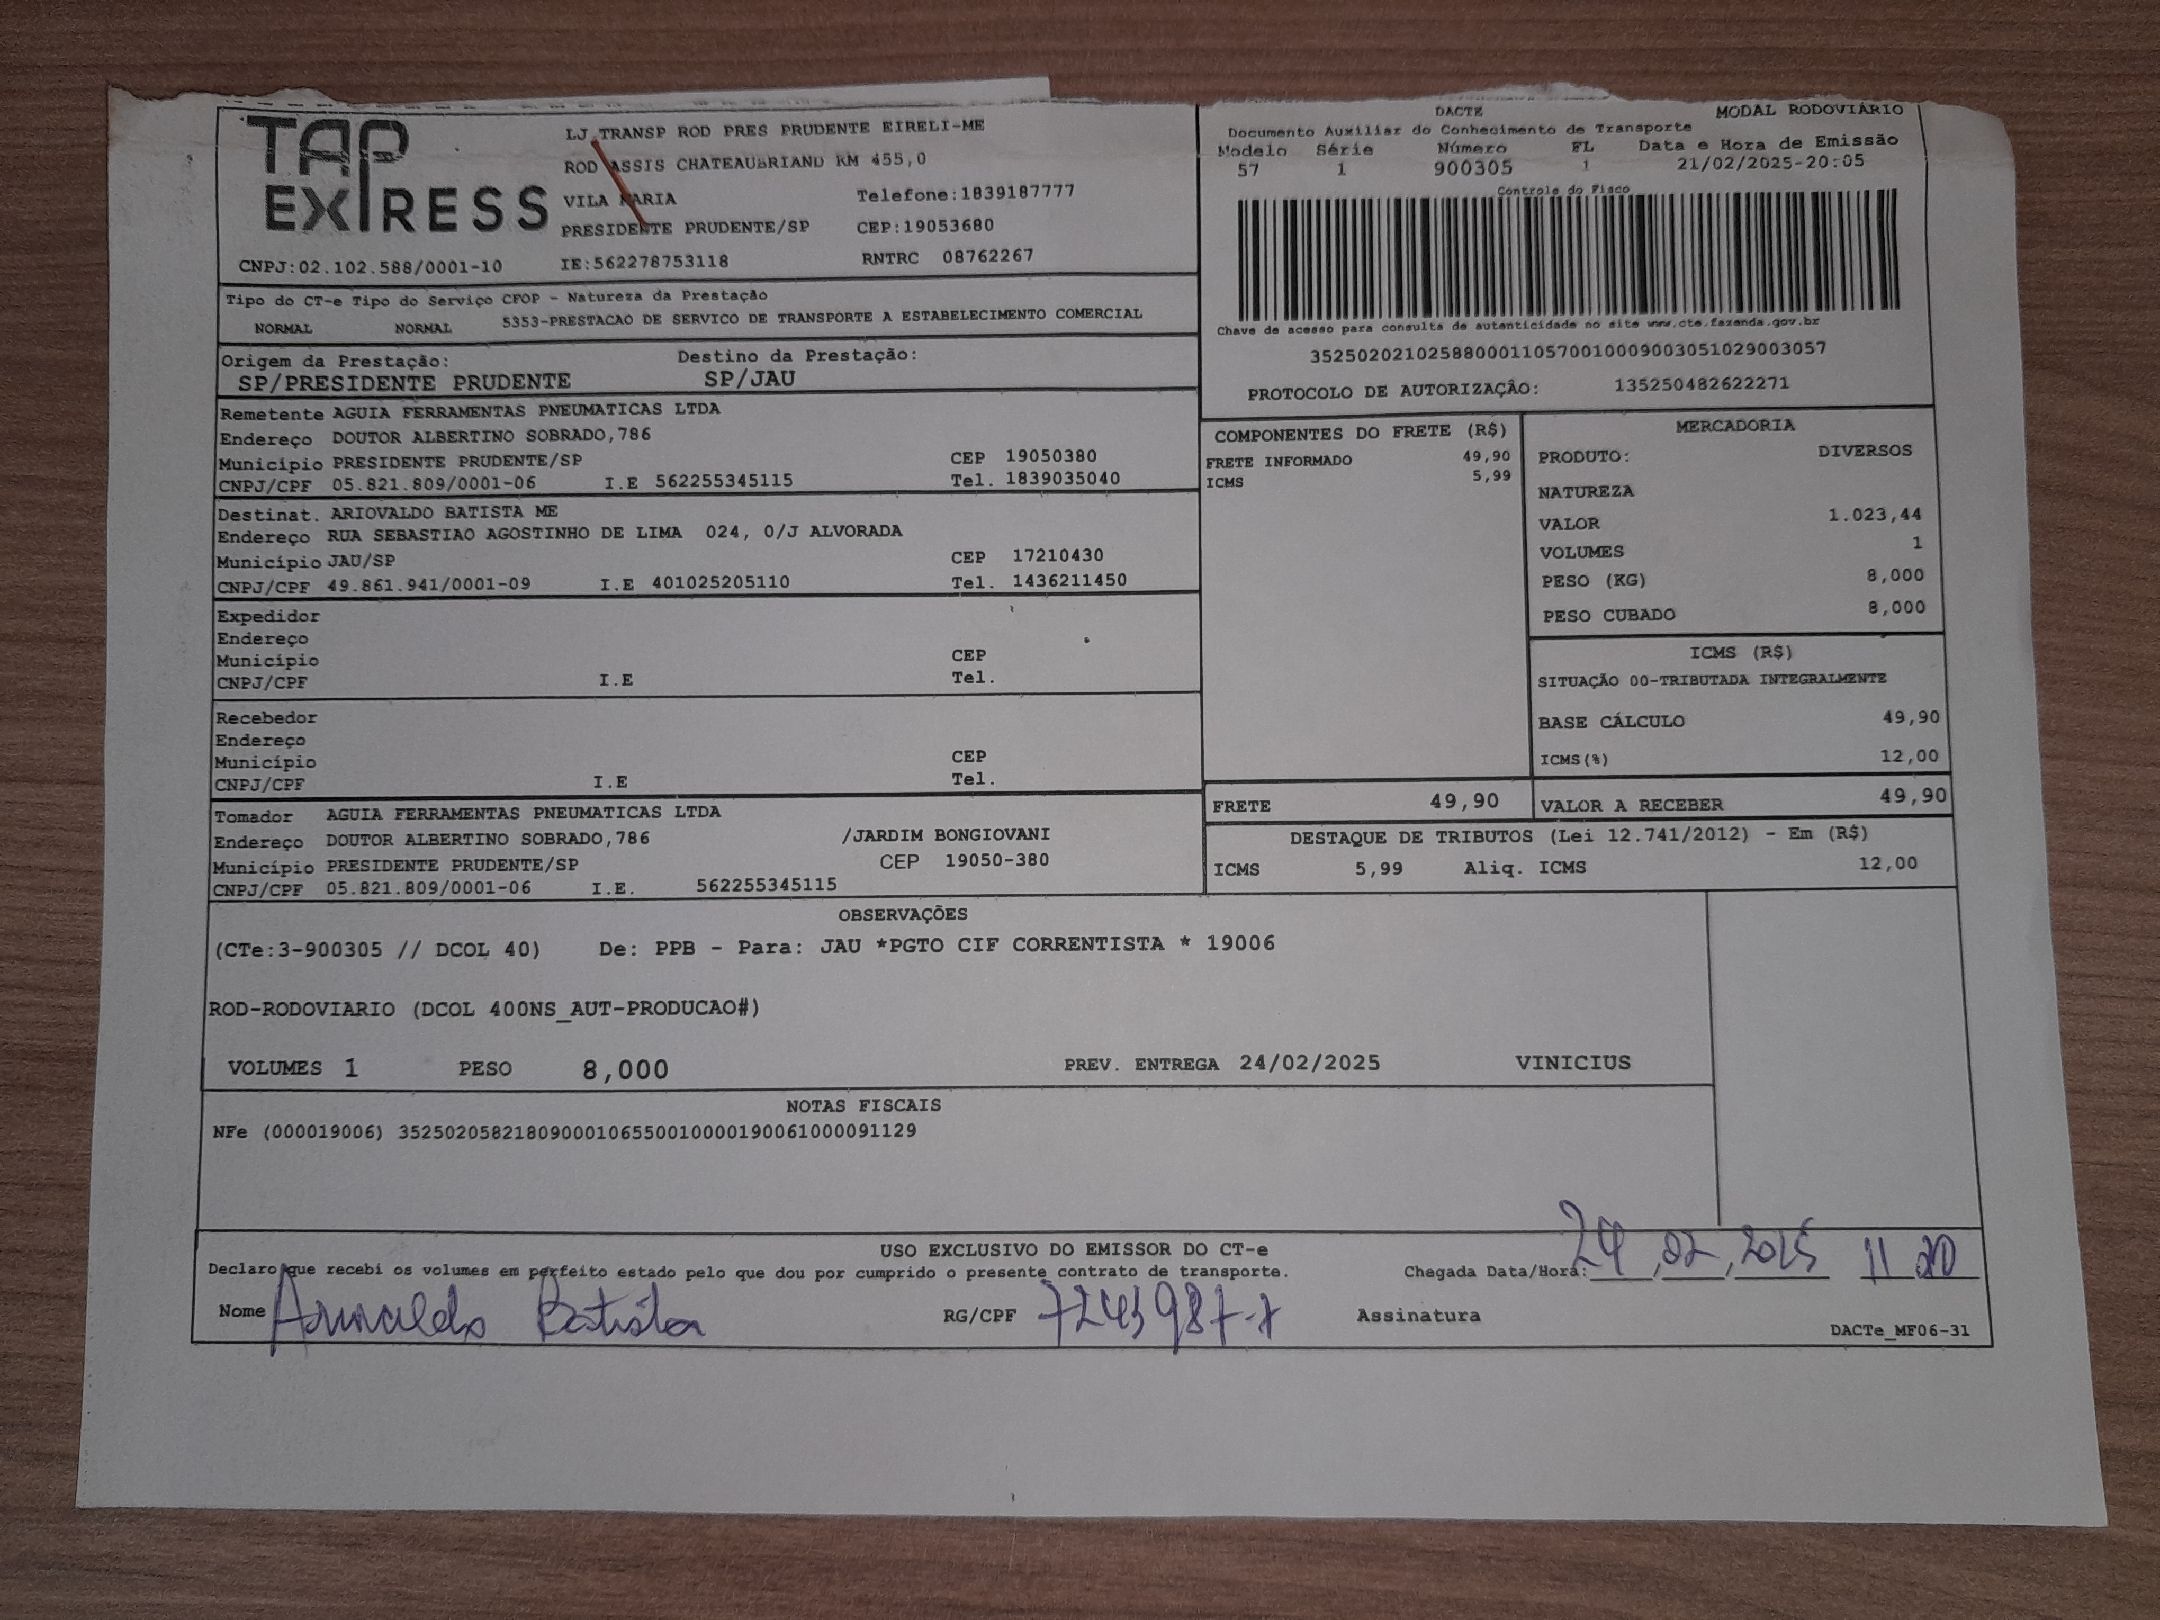 TAP EXPRESS
LJ TRANSP ROD PRES PRUDENTE EIRELI-ME
ROD ASSIS CHATEAUBRIAND KM 455,0
VILA MARIA Telefone:1839187777
PRESIDENTE PRUDENTE/SP CEP:19053680
CNPJ:02.102.588/0001-10 IE:562278753118 RNTRC 08762267
DACTE MODAL RODOVIÁRIO
Documento Auxiliar do Conhecimento de Transporte
Modelo Série Número FL Data e Hora de Emissão
57 1 900305 1 21/02/2025-20:05
Controle do Fisco
Chave de acesso para consulta de autenticidade no site www.cte.fazenda.gov.br
35250202102588000110570010009003051029003057
PROTOCOLO DE AUTORIZAÇÃO: 135250482622271
Tipo do CT-e Tipo do Serviço CFOP - Natureza da Prestação
NORMAL NORMAL 5353-PRESTACAO DE SERVICO DE TRANSPORTE A ESTABELECIMENTO COMERCIAL
Origem da Prestação: Destino da Prestação:
SP/PRESIDENTE PRUDENTE SP/JAU
Remetente AGUIA FERRAMENTAS PNEUMATICAS LTDA
Endereço DOUTOR ALBERTINO SOBRADO,786
Município PRESIDENTE PRUDENTE/SP CEP 19050380
CNPJ/CPF 05.821.809/0001-06 I.E 562255345115 Tel. 1839035040
Destinat. ARIOVALDO BATISTA ME
Endereço RUA SEBASTIAO AGOSTINHO DE LIMA 024, 0/J ALVORADA
Município JAU/SP CEP 17210430
CNPJ/CPF 49.861.941/0001-09 I.E 401025205110 Tel. 1436211450
Expedidor
Endereço
Município CEP
CNPJ/CPF I.E Tel.
Recebedor
Endereço
Município CEP
CNPJ/CPF I.E Tel.
Tomador AGUIA FERRAMENTAS PNEUMATICAS LTDA
Endereço DOUTOR ALBERTINO SOBRADO,786 /JARDIM BONGIOVANI
Município PRESIDENTE PRUDENTE/SP CEP 19050-380
CNPJ/CPF 05.821.809/0001-06 I.E. 562255345115
COMPONENTES DO FRETE (R$)
FRETE INFORMADO 49,90
ICMS 5,99
MERCADORIA
PRODUTO: DIVERSOS
NATUREZA
VALOR 1.023,44
VOLUMES 1
PESO (KG) 8,000
PESO CUBADO 8,000
ICMS (R$)
SITUAÇÃO 00-TRIBUTADA INTEGRALMENTE
BASE CÁLCULO 49,90
ICMS(%) 12,00
FRETE 49,90 VALOR A RECEBER 49,90
DESTAQUE DE TRIBUTOS (Lei 12.741/2012) - Em (R$)
ICMS 5,99 Aliq. ICMS 12,00
OBSERVAÇÕES
(CTe:3-900305 // DCOL 40) De: PPB - Para: JAU *PGTO CIF CORRENTISTA * 19006
ROD-RODOVIARIO (DCOL 400NS_AUT-PRODUCAO#)
VOLUMES 1 PESO 8,000 PREV. ENTREGA 24/02/2025 VINICIUS
NOTAS FISCAIS
NFe (000019006) 35250205821809000106550010000190061000091129
USO EXCLUSIVO DO EMISSOR DO CT-e
Declaro que recebi os volumes em perfeito estado pelo que dou por cumprido o presente contrato de transporte. Chegada Data/Hora: 24,02,2025 11
Nome Batista RG/CPF Assinatura
DACTe_MF06-31